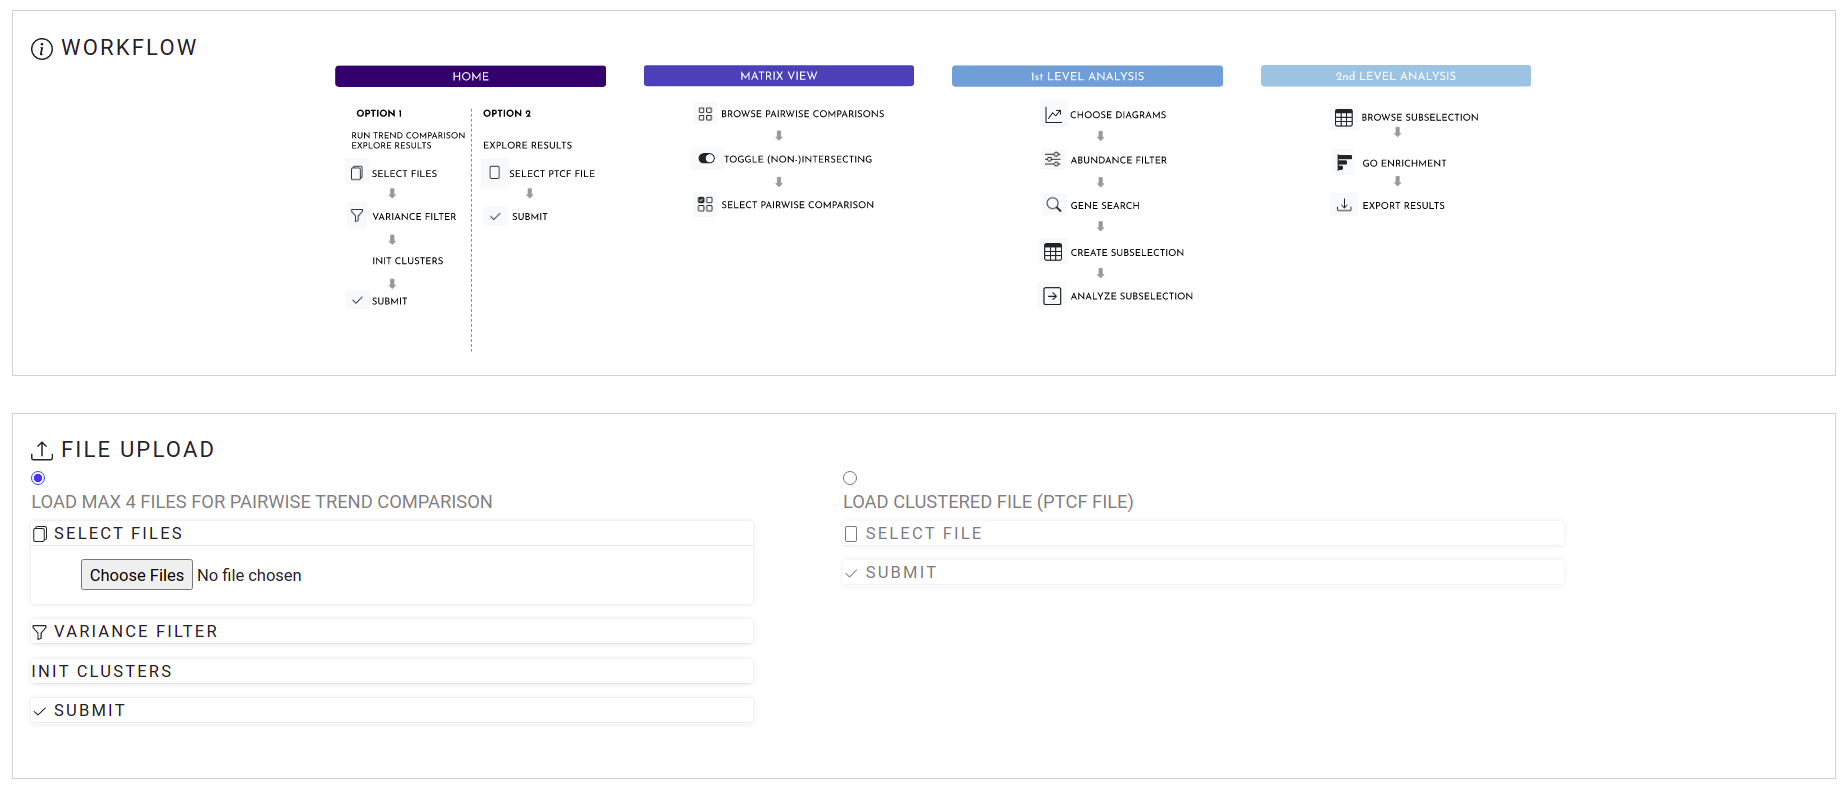 WORKFLOW
HOME
OPTION 1
RUN TREND COMPARISON
EXPLORE RESULTS
SELECT FILES
VARIANCE FILTER
INIT CLUSTERS
SUBMIT
OPTION 2
EXPLORE RESULTS
SELECT PTCF FILE
SUBMIT
MATRIX VIEW
BROWSE PAIRWISE COMPARISONS
TOGGLE (NON-)INTERSECTING
SELECT PAIRWISE COMPARISON
1st LEVEL ANALYSIS
CHOOSE DIAGRAMS
ABUNDANCE FILTER
GENE SEARCH
CREATE SUBSELECTION
ANALYZE SUBSELECTION
2nd LEVEL ANALYSIS
BROWSE SUBSELECTION
GO ENRICHMENT
EXPORT RESULTS
FILE UPLOAD
LOAD MAX 4 FILES FOR PAIRWISE TREND COMPARISON
SELECT FILES
Choose Files No file chosen
VARIANCE FILTER
INIT CLUSTERS
SUBMIT
LOAD CLUSTERED FILE (PTCF FILE)
SELECT FILE
SUBMIT